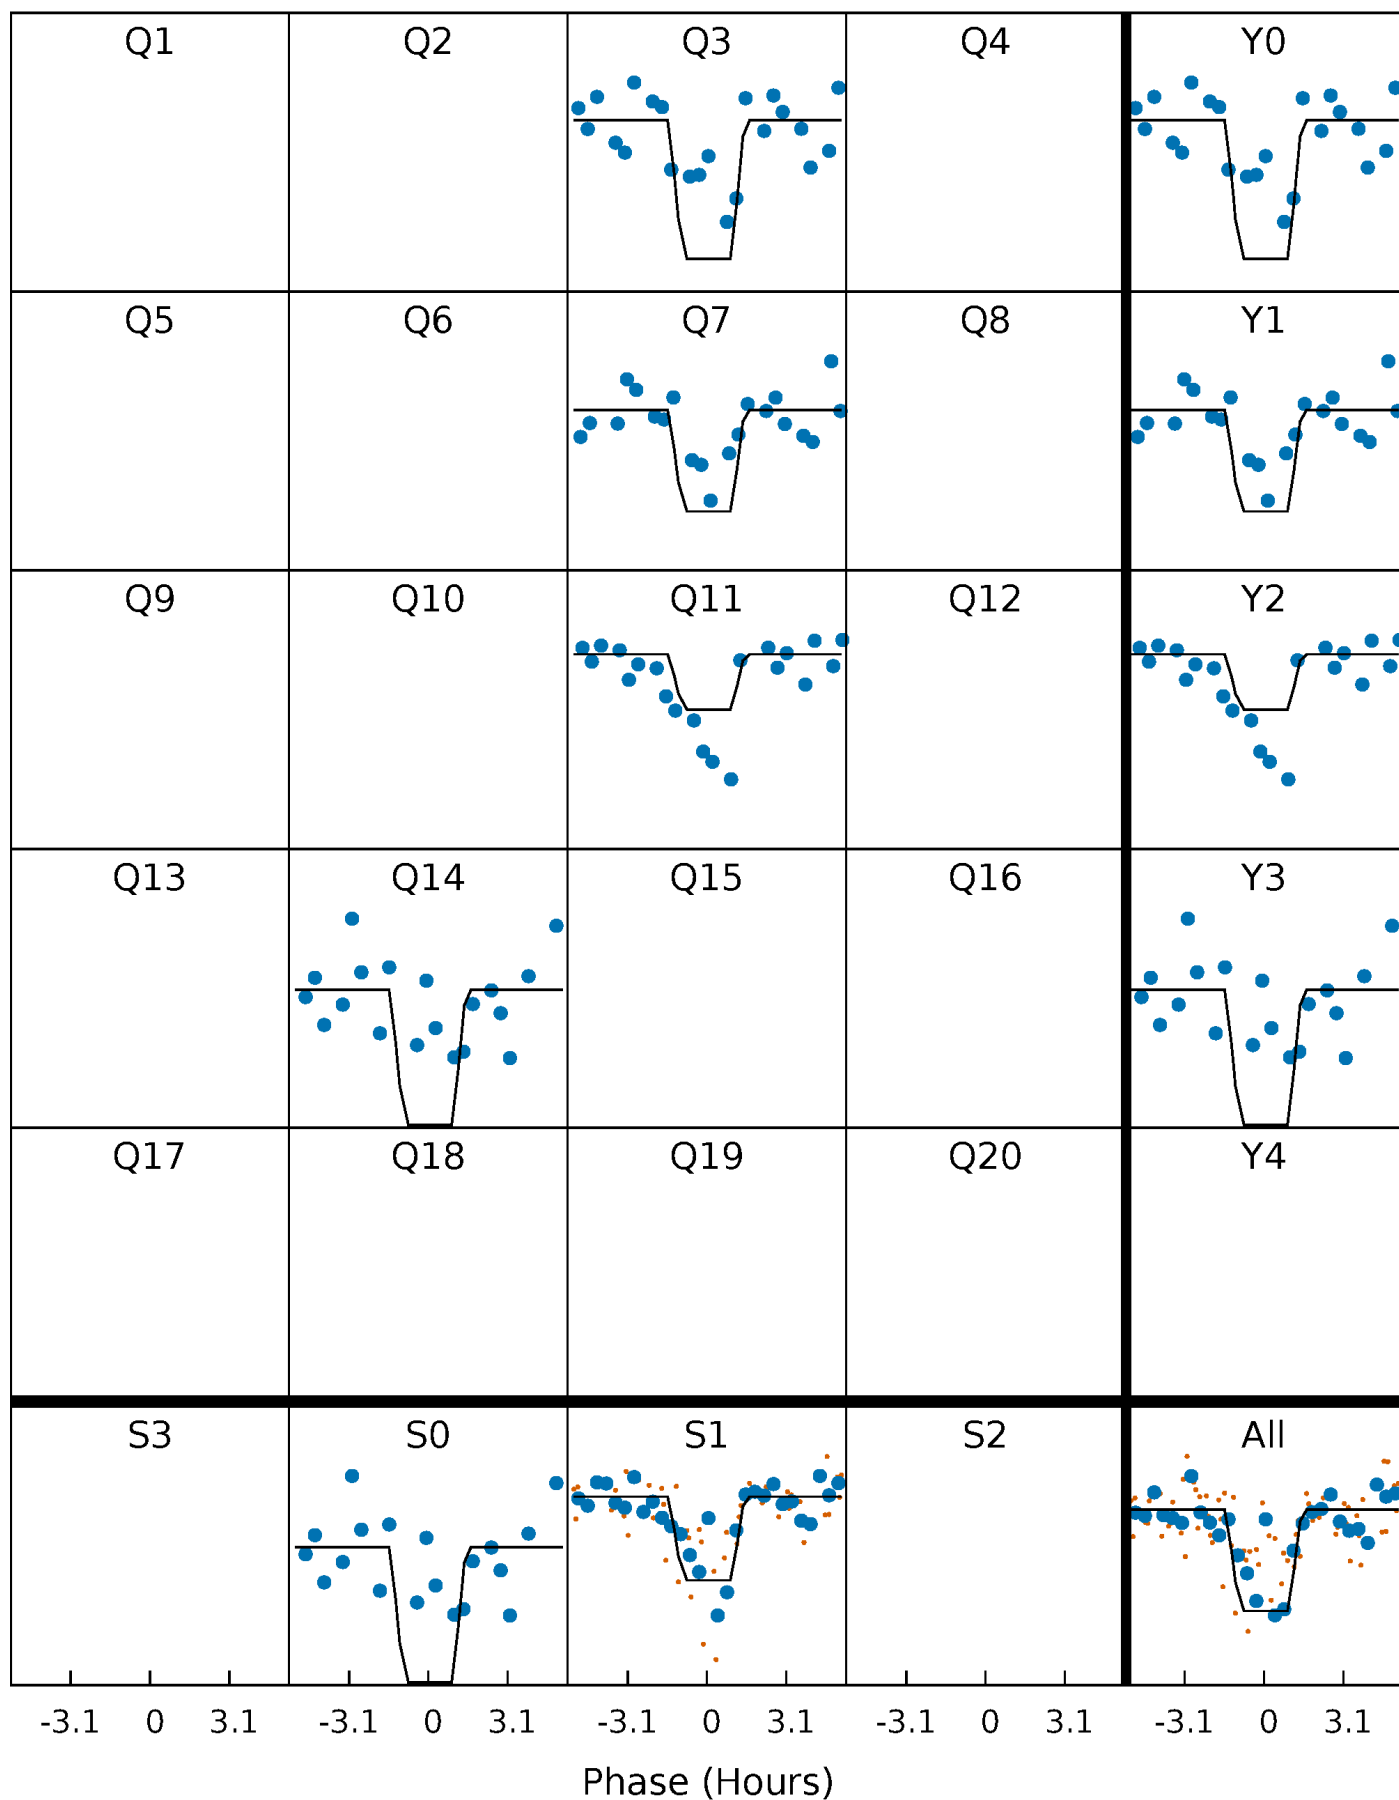 Q1 Q2 Q3 Q4 Y0
Q5 Q6 Q7 Q8 Y1
Q9 Q10 Q11 Q12 Y2
Q13 Q14 Q15 Q16 Y3
Q17 Q18 Q19 Q20 Y4
S3 S0 S1 S2 All
-3.1 0 3.1 -3.1 0 3.1 -3.1 0 3.1 -3.1 0 3.1 -3.1 0 3.1
Phase (Hours)